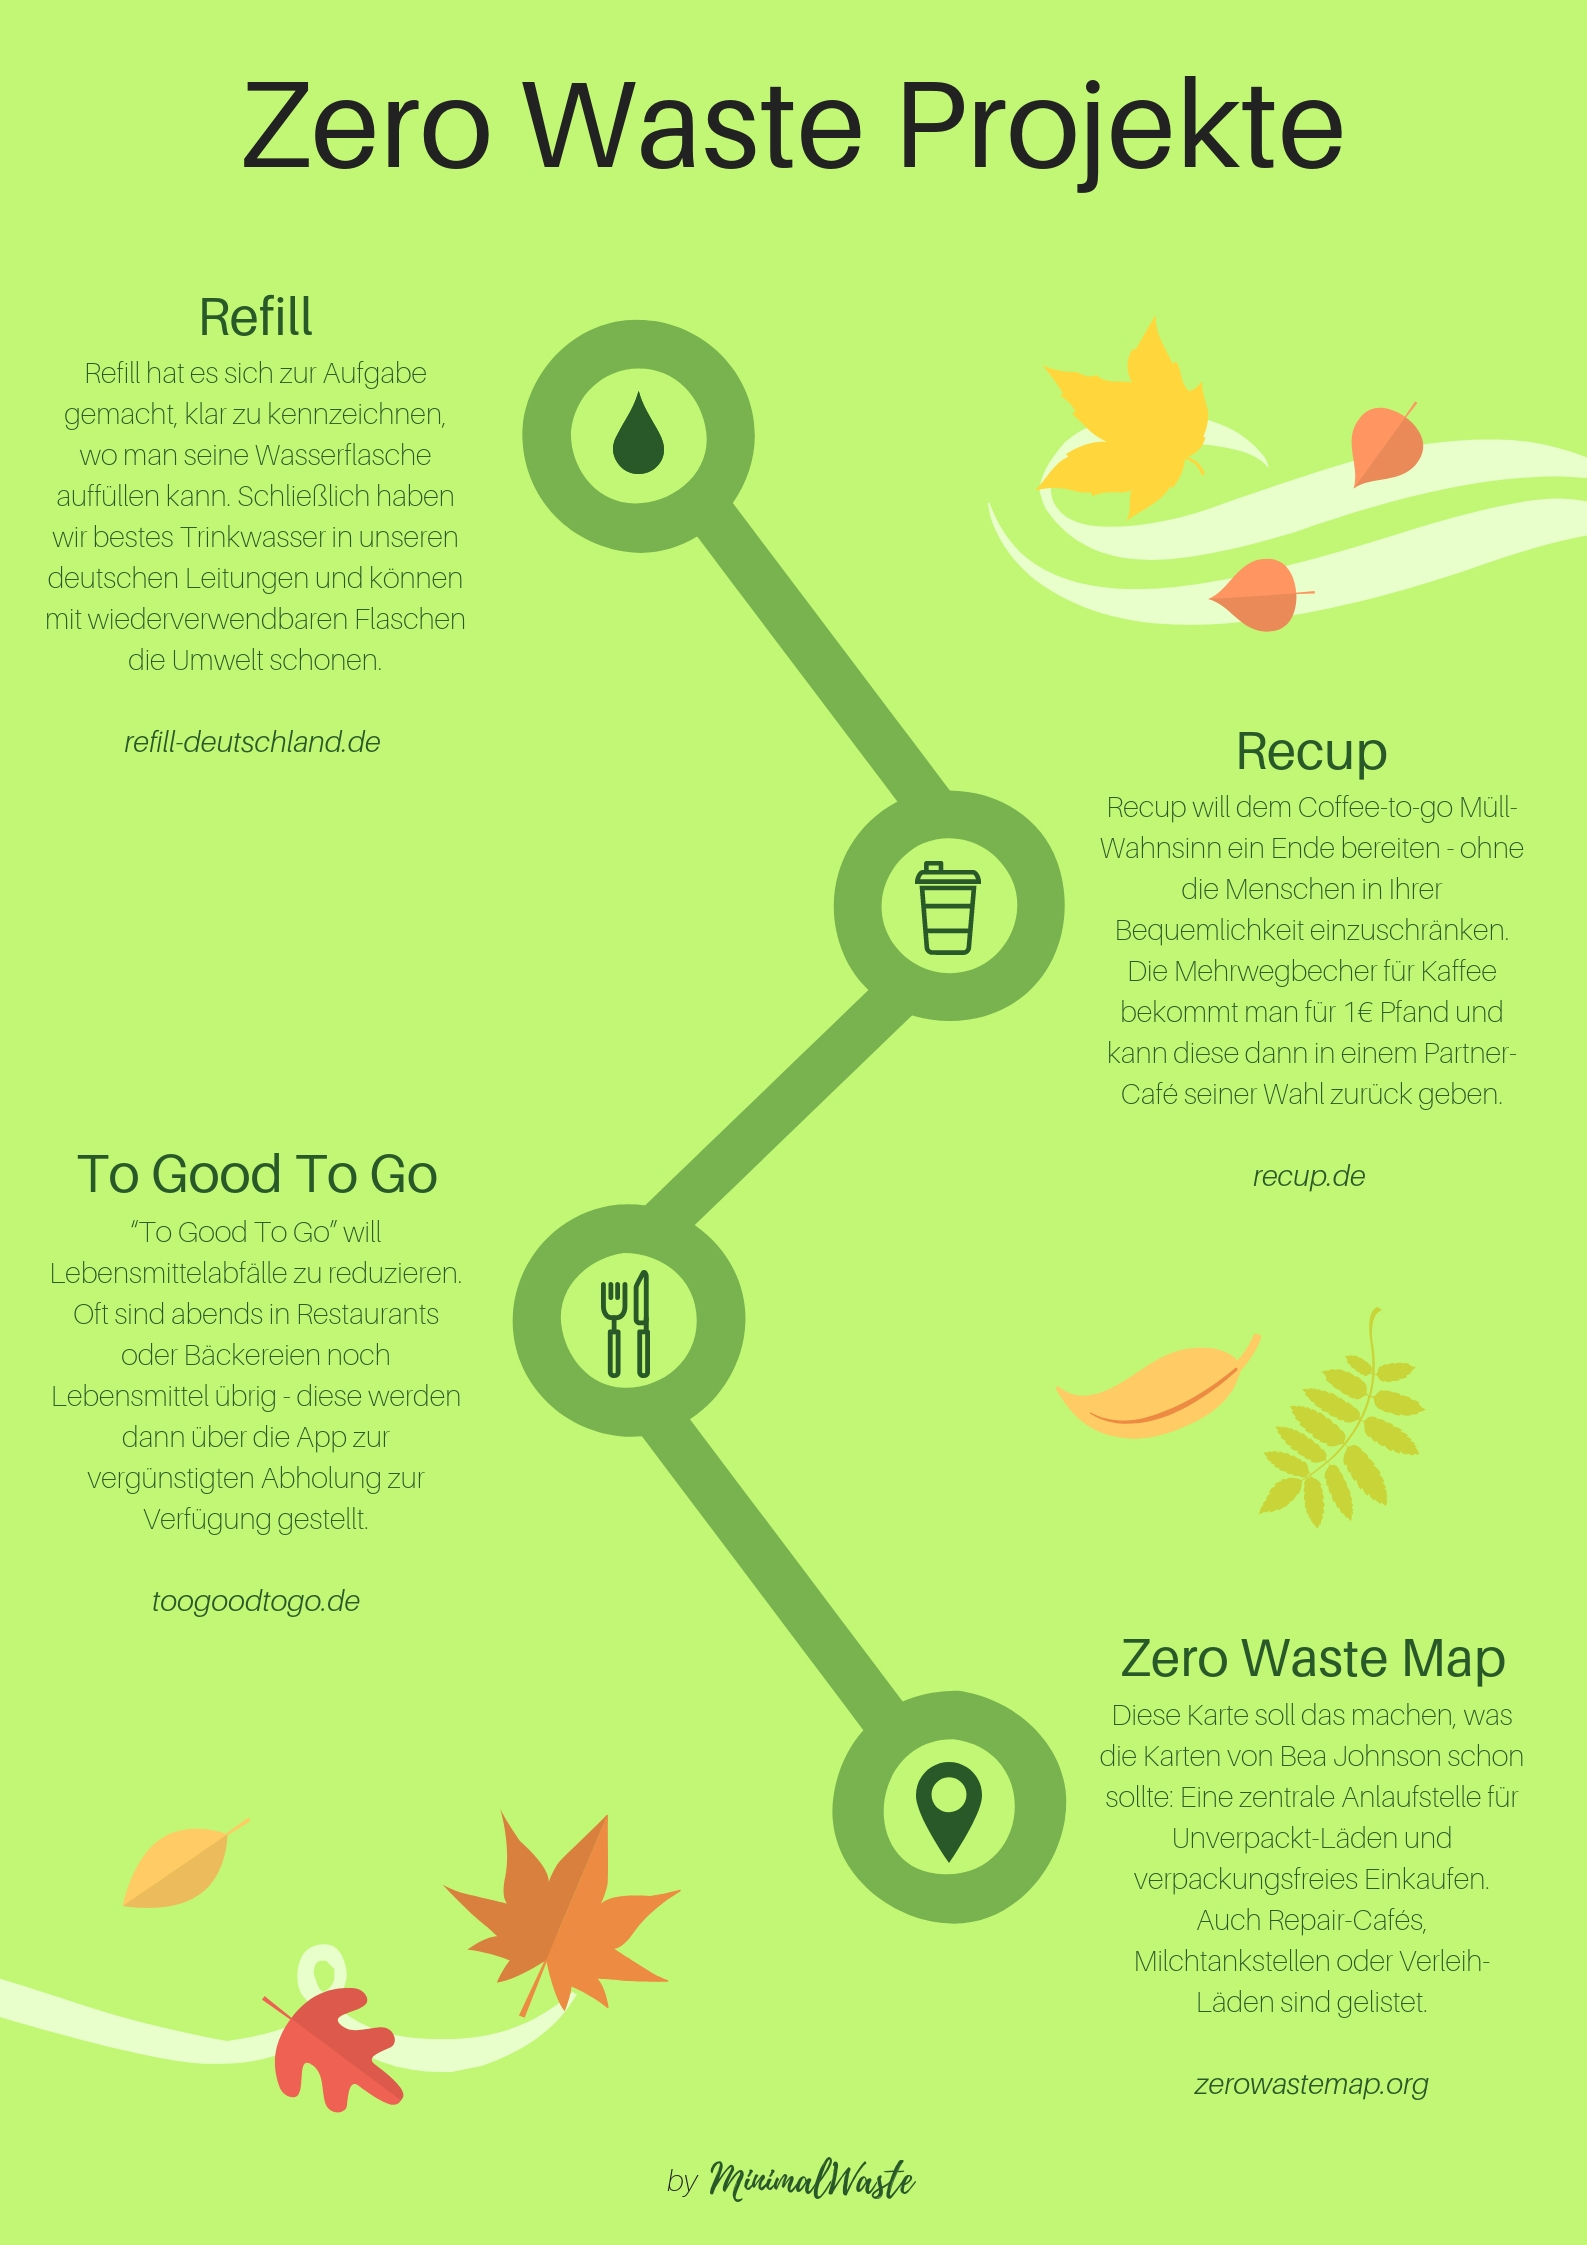 Zero Waste Projekte
Refill
Refill hat es sich zur Aufgabe
gemacht, klar zu kennzeichnen,
wo man seine Wasserflasche
auffüllen kann. Schließlich haben
wir bestes Trinkwasser in unseren
deutschen Leitungen und können
mit wiederverwendbaren Flaschen
die Umwelt schonen.
refill-deutschland.de
Recup
Recup will dem Coffee-to-go Müll-
Wahnsinn ein Ende bereiten - ohne
die Menschen in Ihrer
Bequemlichkeit einzuschränken.
Die Mehrwegbecher für Kaffee
bekommt man für 1€ Pfand und
kann diese dann in einem Partner-
Café seiner Wahl zurück geben.
recup.de
To Good To Go
“To Good To Go” will
Lebensmittelabfälle zu reduzieren.
Oft sind abends in Restaurants
oder Bäckereien noch
Lebensmittel übrig - diese werden
dann über die App zur
vergünstigten Abholung zur
Verfügung gestellt.
toogoodtogo.de
Zero Waste Map
Diese Karte soll das machen, was
die Karten von Bea Johnson schon
sollte: Eine zentrale Anlaufstelle für
Unverpackt-Läden und
verpackungsfreies Einkaufen.
Auch Repair-Cafés,
Milchtankstellen oder Verleih-
Läden sind gelistet.
zerowastemap.org
by MinimalWaste